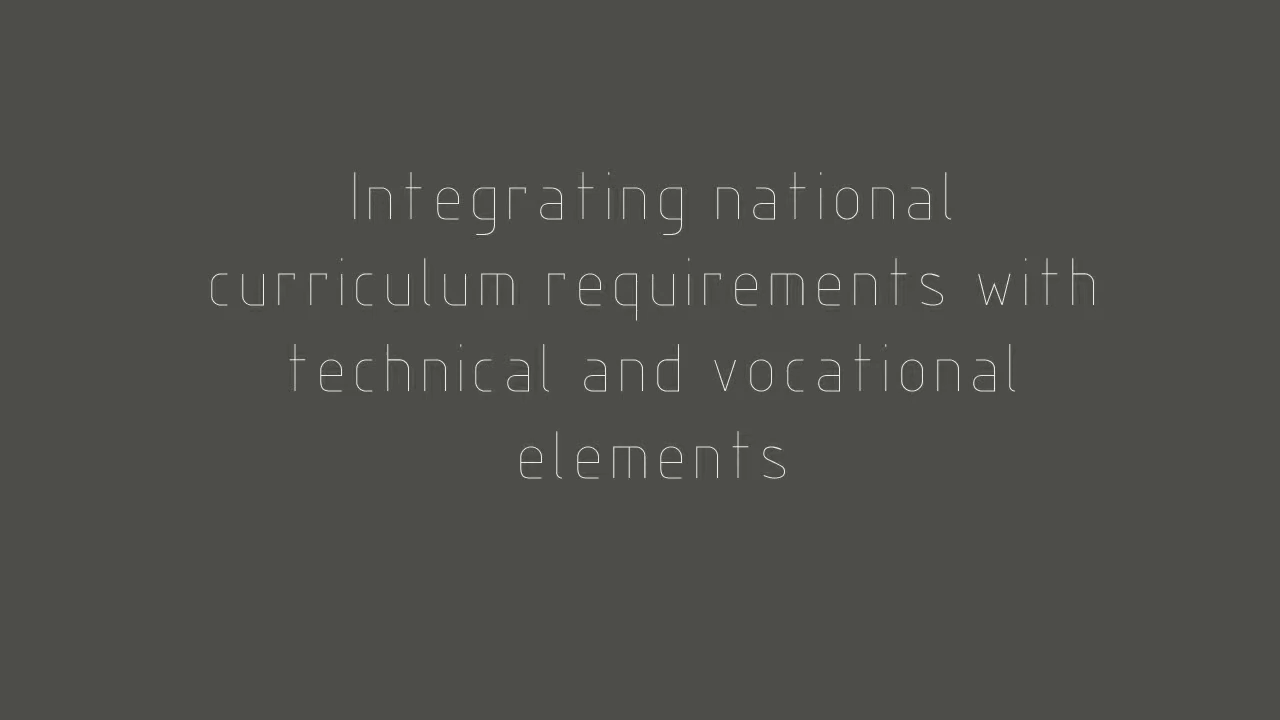 Integrating national
curriculum requirements with
technical and vocational
elements